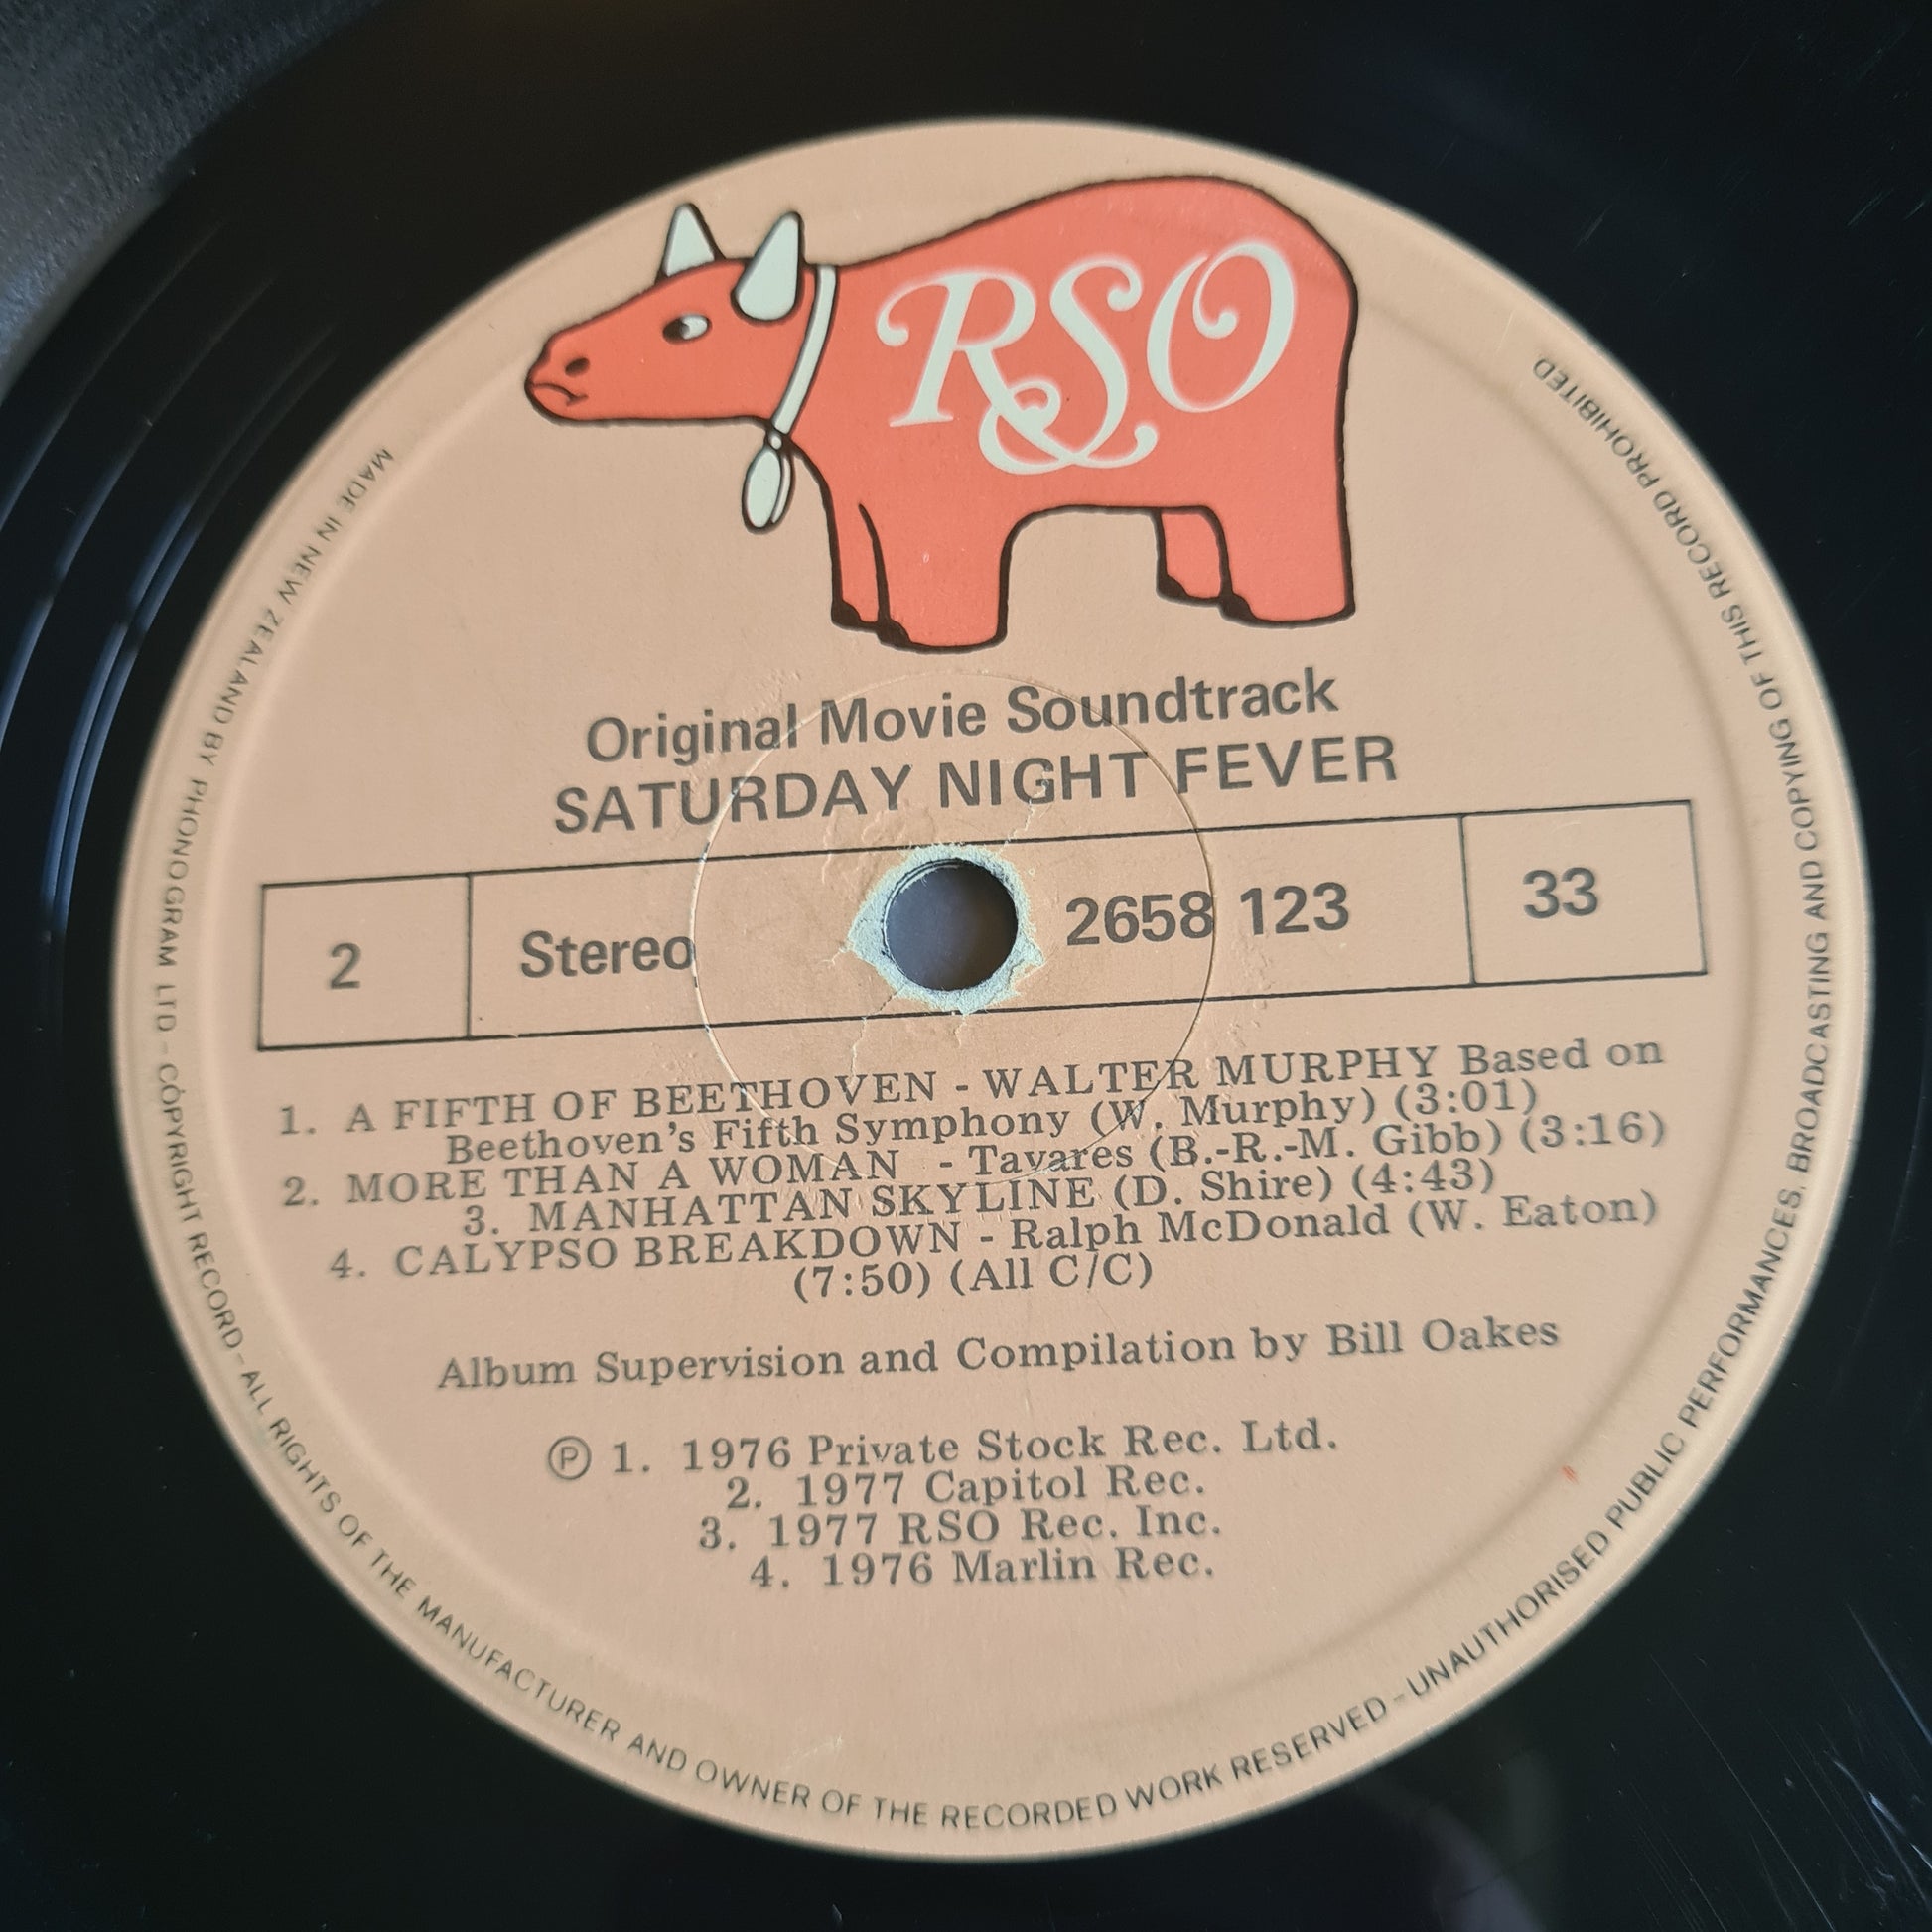 RSO
Original Movie Soundtrack
SATURDAY NIGHT FEVER
2 Stereo 2658 123 33
1. A FIFTH OF BEETHOVEN - WALTER MURPHY Based on
Beethoven's Fifth Symphony (W. Murphy) (3:01)
2. MORE THAN A WOMAN - Tavares (B.-R.-M. Gibb) (3:16)
3. MANHATTAN SKYLINE (D. Shire) (4:43)
4. CALYPSO BREAKDOWN - Ralph McDonald (W. Eaton)
(7:50) (All C/C)
Album Supervision and Compilation by Bill Oakes
Ⓟ 1. 1976 Private Stock Rec. Ltd.
2. 1977 Capitol Rec.
3. 1977 RSO Rec. Inc.
4. 1976 Marlin Rec.
MADE IN NEW ZEALAND BY PHONOGRAM LTD - COPYRIGHT RECORD - ALL RIGHTS OF THE MANUFACTURER AND OWNER OF THE RECORDED WORK RESERVED - UNAUTHORISED PUBLIC PERFORMANCES, BROADCASTING AND COPYING OF THIS RECORD PROHIBITED